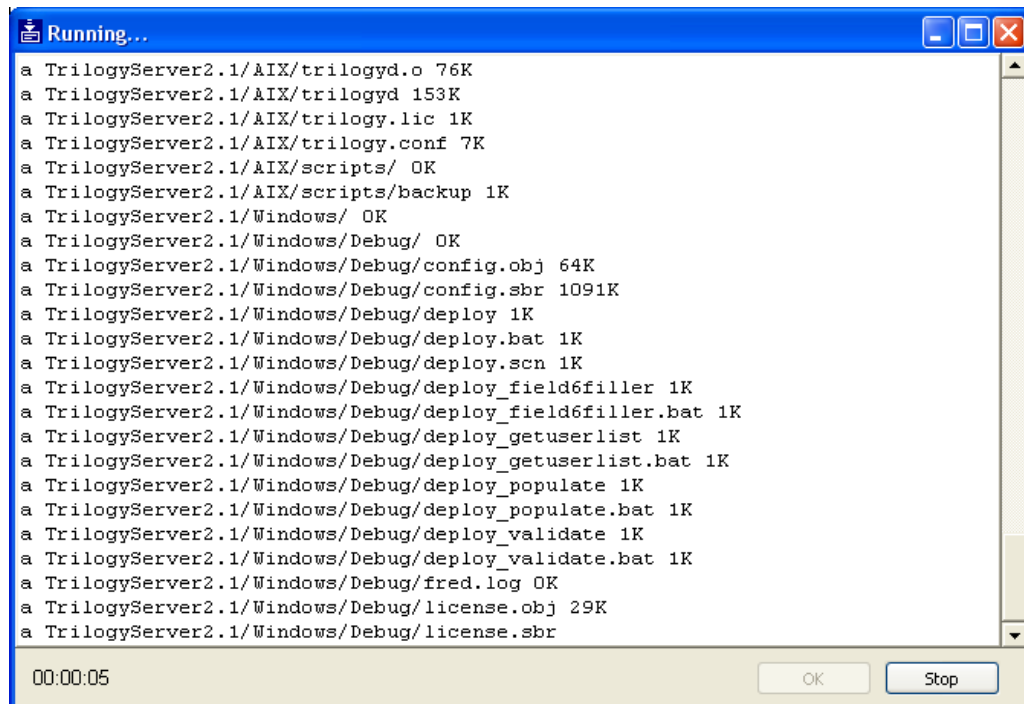 Running...
a TrilogyServer2.1/AIX/trilogyd.o 76K
a TrilogyServer2.1/AIX/trilogyd 153K
a TrilogyServer2.1/AIX/trilogy.lic 1K
a TrilogyServer2.1/AIX/trilogy.conf 7K
a TrilogyServer2.1/AIX/scripts/ 0K
a TrilogyServer2.1/AIX/scripts/backup 1K
a TrilogyServer2.1/Windows/ 0K
a TrilogyServer2.1/Windows/Debug/ 0K
a TrilogyServer2.1/Windows/Debug/config.obj 64K
a TrilogyServer2.1/Windows/Debug/config.sbr 1091K
a TrilogyServer2.1/Windows/Debug/deploy 1K
a TrilogyServer2.1/Windows/Debug/deploy.bat 1K
a TrilogyServer2.1/Windows/Debug/deploy.scn 1K
a TrilogyServer2.1/Windows/Debug/deploy_field6filler 1K
a TrilogyServer2.1/Windows/Debug/deploy_field6filler.bat 1K
a TrilogyServer2.1/Windows/Debug/deploy_getuserlist 1K
a TrilogyServer2.1/Windows/Debug/deploy_getuserlist.bat 1K
a TrilogyServer2.1/Windows/Debug/deploy_populate 1K
a TrilogyServer2.1/Windows/Debug/deploy_populate.bat 1K
a TrilogyServer2.1/Windows/Debug/deploy_validate 1K
a TrilogyServer2.1/Windows/Debug/deploy_validate.bat 1K
a TrilogyServer2.1/Windows/Debug/fred.log 0K
a TrilogyServer2.1/Windows/Debug/license.obj 29K
a TrilogyServer2.1/Windows/Debug/license.sbr
00:00:05 OK Stop